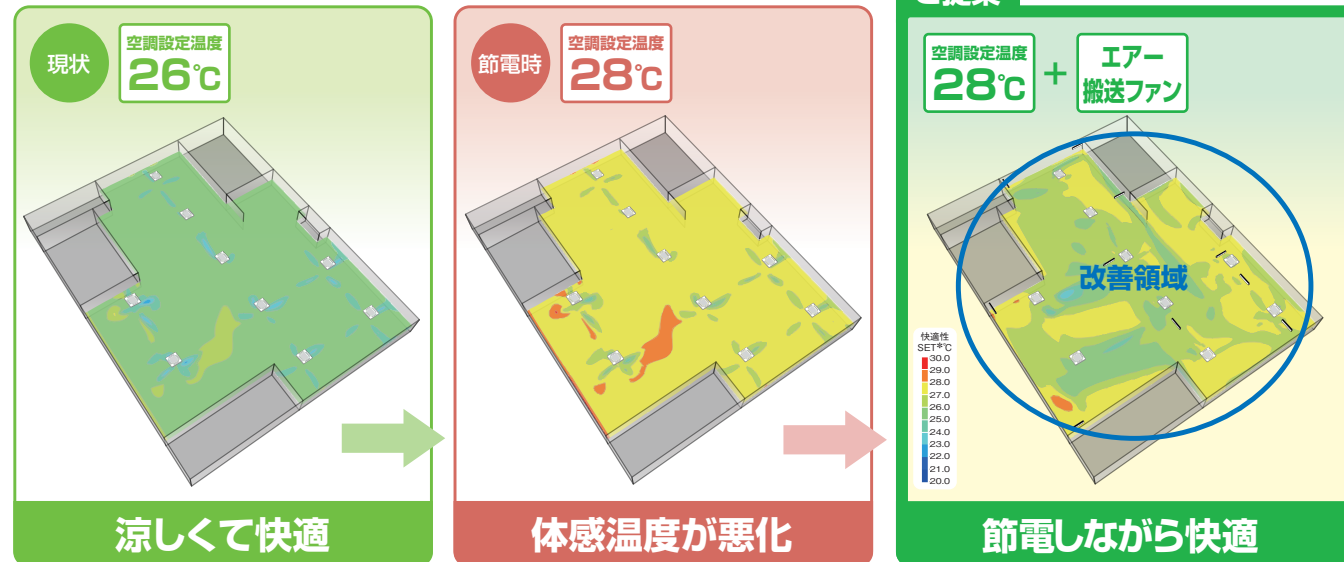 現状
空調設定温度
26℃
涼しくて快適
節電時
空調設定温度
28℃
体感温度が悪化
空調設定温度
28℃
+
エアー
搬送ファン
改善領域
快適性
SET*℃
30.0
29.0
28.0
27.0
26.0
25.0
24.0
23.0
22.0
21.0
20.0
節電しながら快適